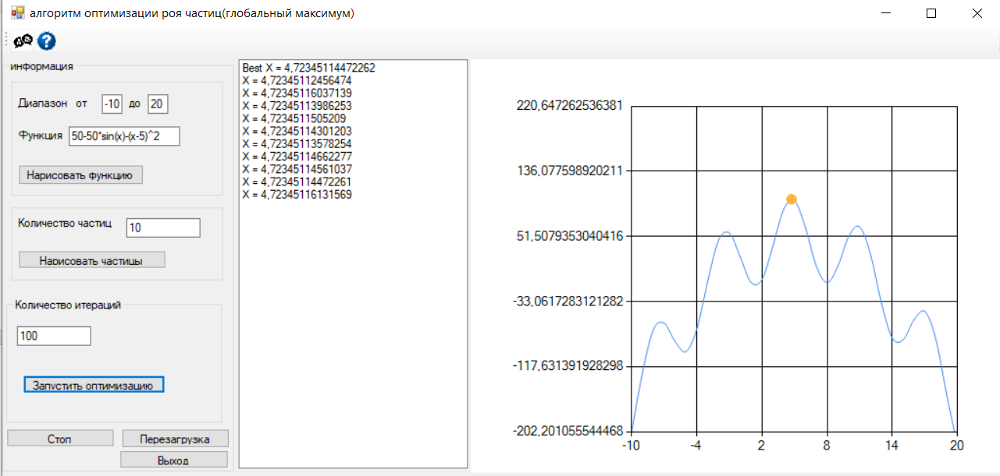 алгоритм оптимизации роя частиц(глобальный максимум)
информация
Диапазон от -10 до 20
Функция 50-50*sin(x)-(x-5)^2
Нарисовать функцию
Количество частиц 10
Нарисовать частицы
Количество итераций
100
Запустить оптимизацию
Стоп Перезагрузка
Выход
Best X = 4,72345114472262
X = 4,72345112456474
X = 4,72345116037139
X = 4,72345113986253
X = 4,7234511505209
X = 4,72345114301203
X = 4,72345113578254
X = 4,72345114662277
X = 4,72345114561037
X = 4,72345114472261
X = 4,72345116131569
220,647262536381
136,077598920211
51,5079353040416
-33,0617283121282
-117,631391928298
-202,201055544468
-10 -4 2 8 14 20